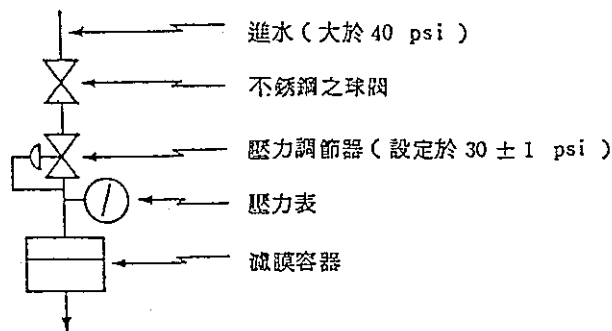 進水（大於 40 psi）
不銹鋼之球閥
壓力調節器（設定於 30 ± 1 psi）
壓力表
濾膜容器